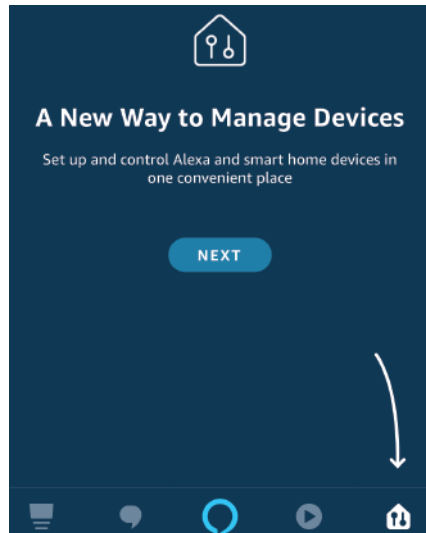 A New Way to Manage Devices
Set up and control Alexa and smart home devices in
one convenient place
NEXT